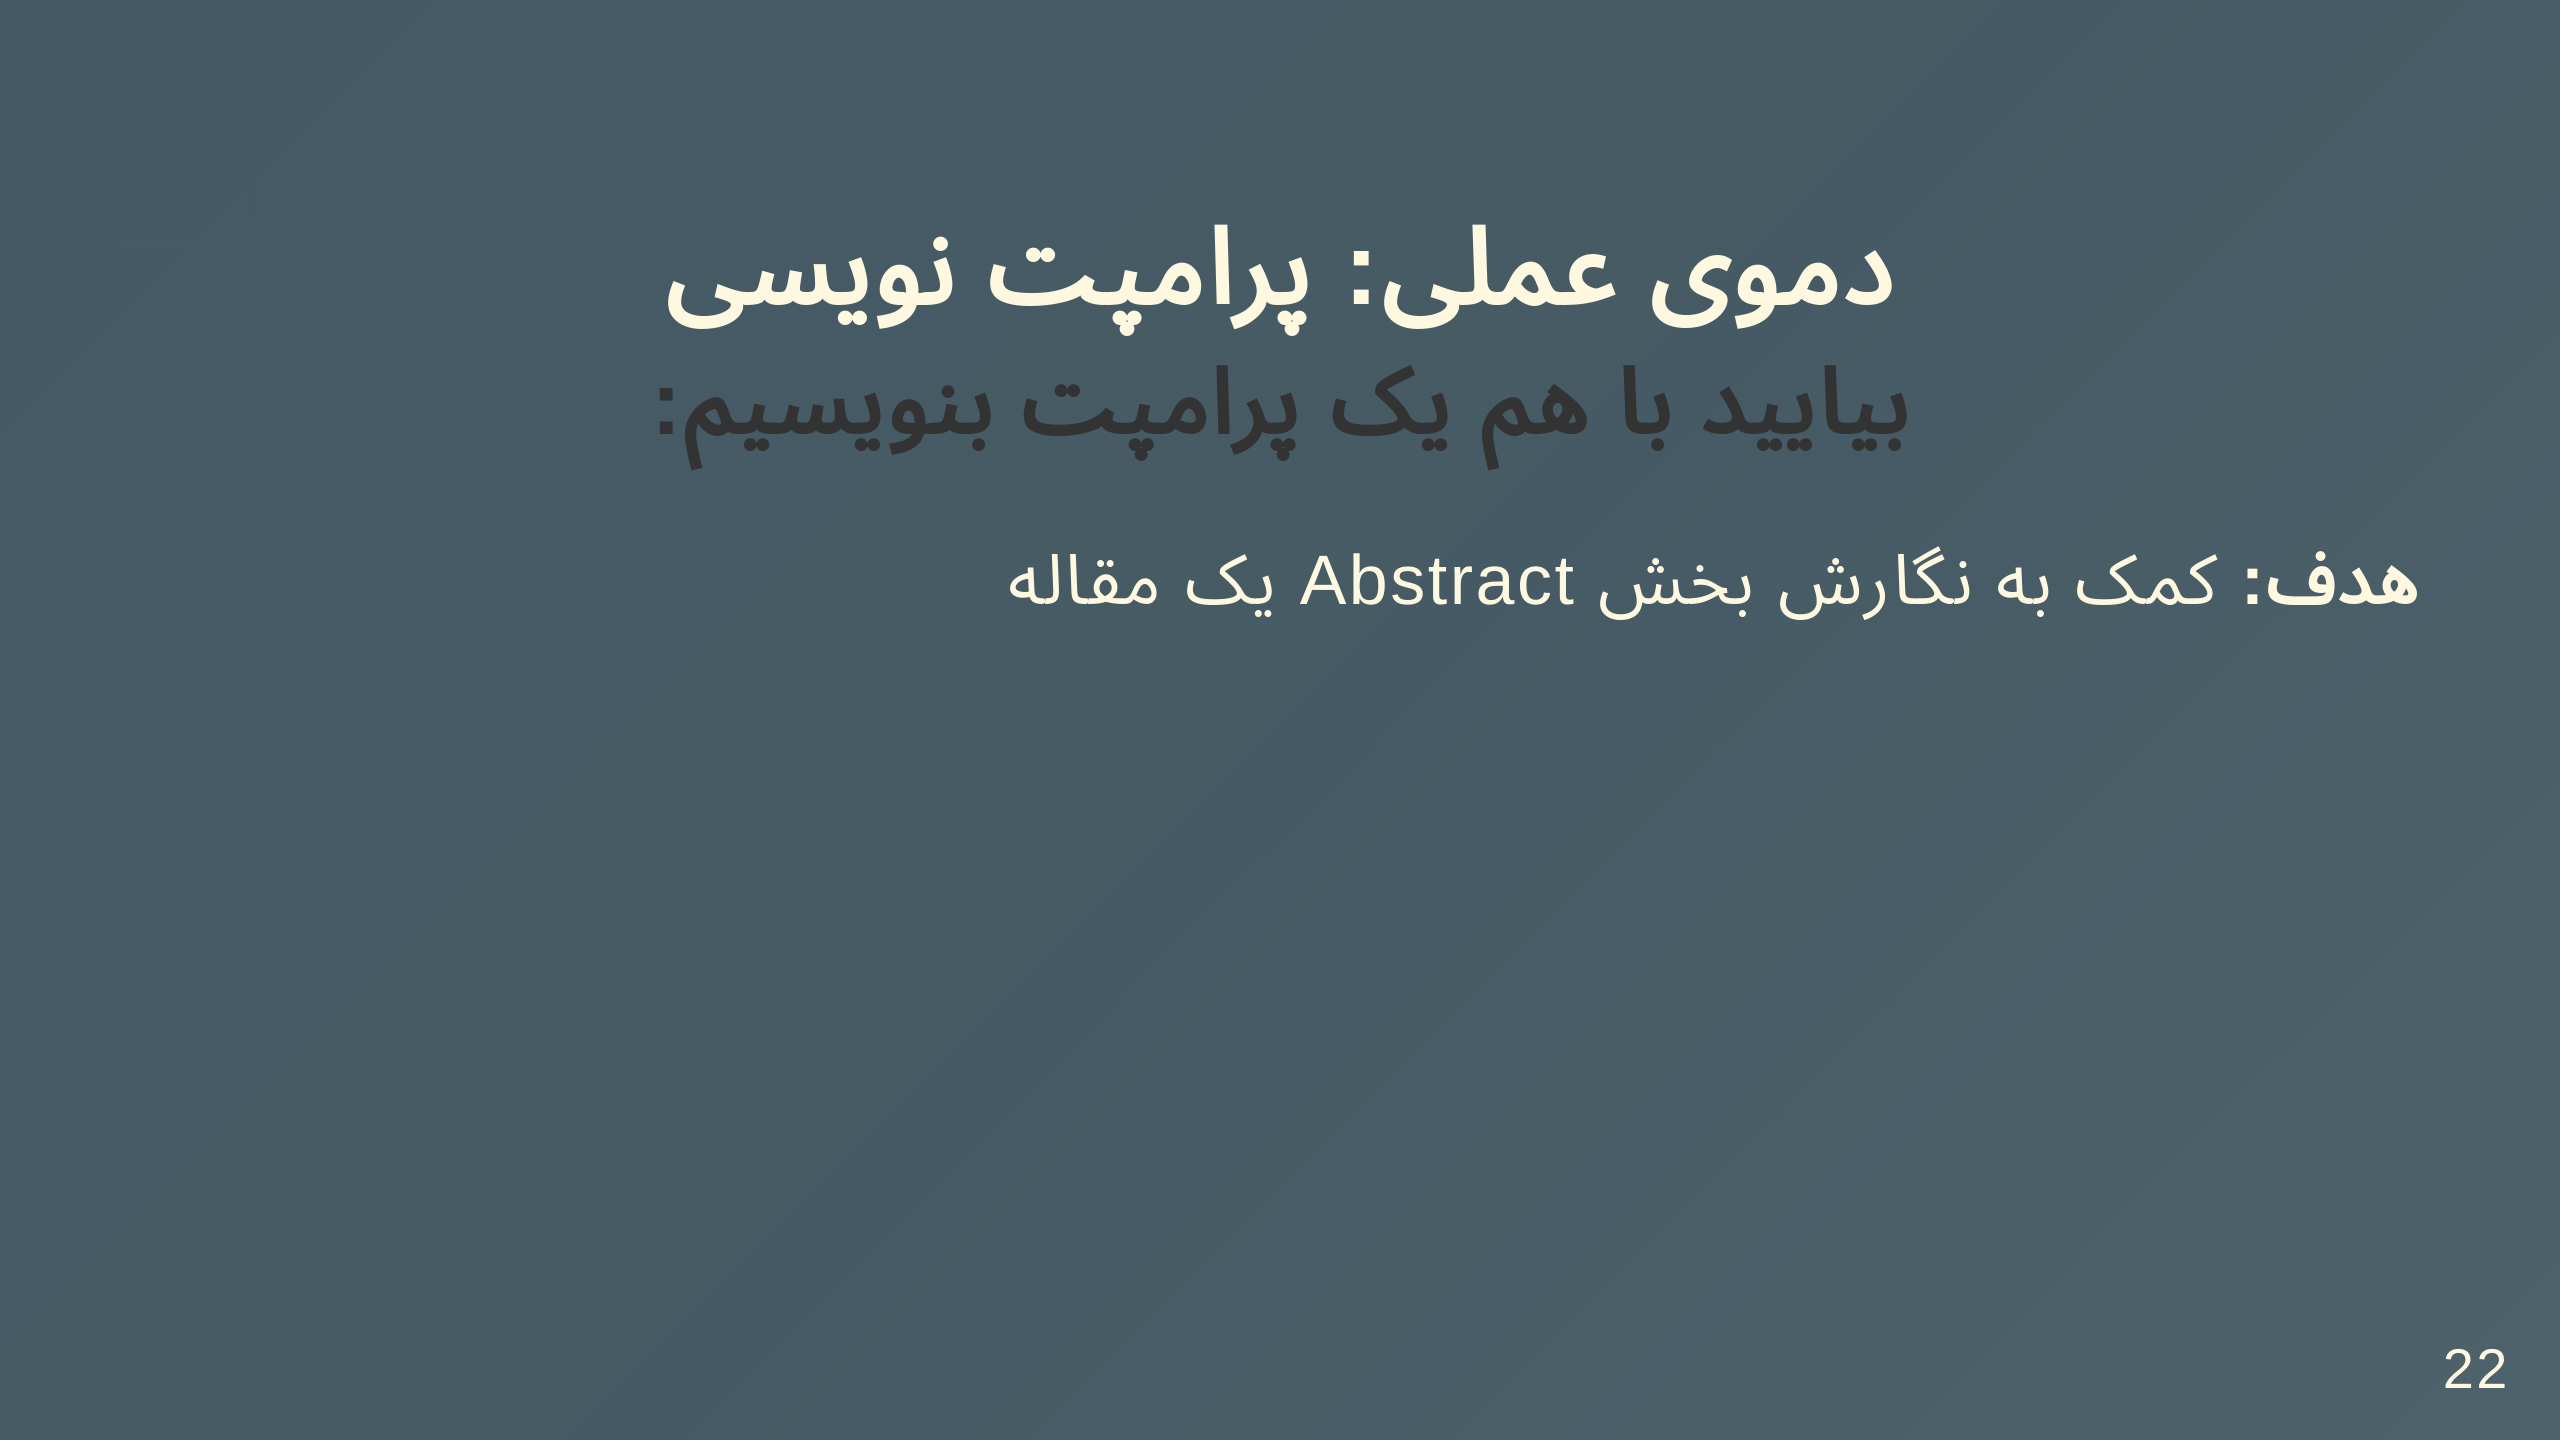 دموی عملی: پرامپت نویسی
بیایید با هم یک پرامپت بنویسیم:
هدف: کمک به نگارش بخش Abstract یک مقاله
22